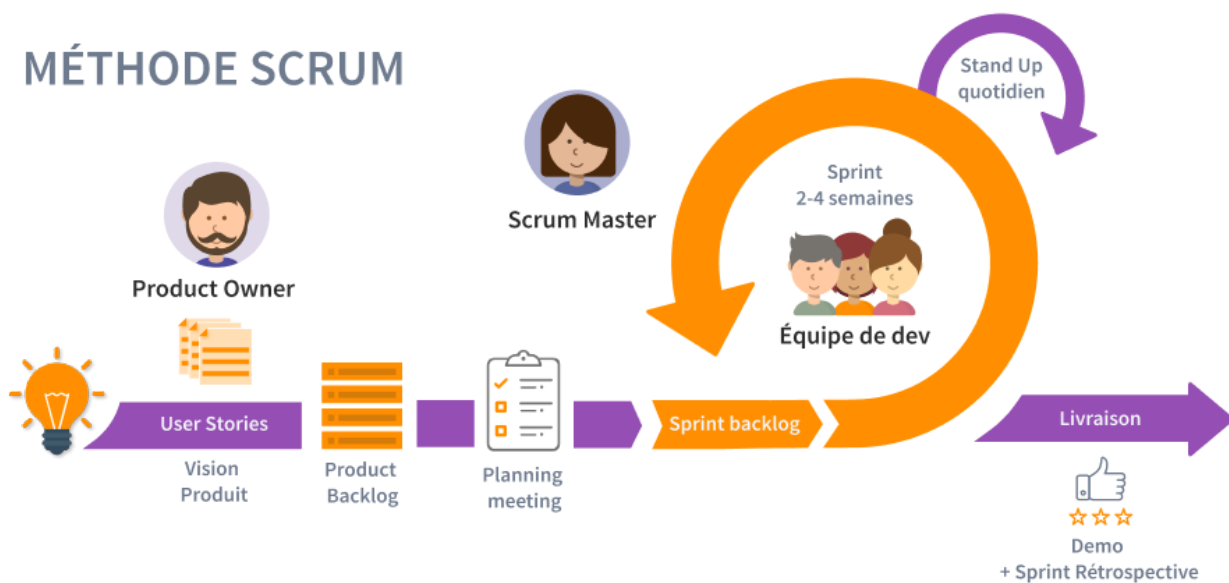 MÉTHODE SCRUM
Stand Up
quotidien
Sprint
2-4 semaines
Scrum Master
Product Owner
Équipe de dev
User Stories
Sprint backlog
Livraison
Vision
Produit
Product
Backlog
Planning
meeting
Demo
+ Sprint Rétrospective